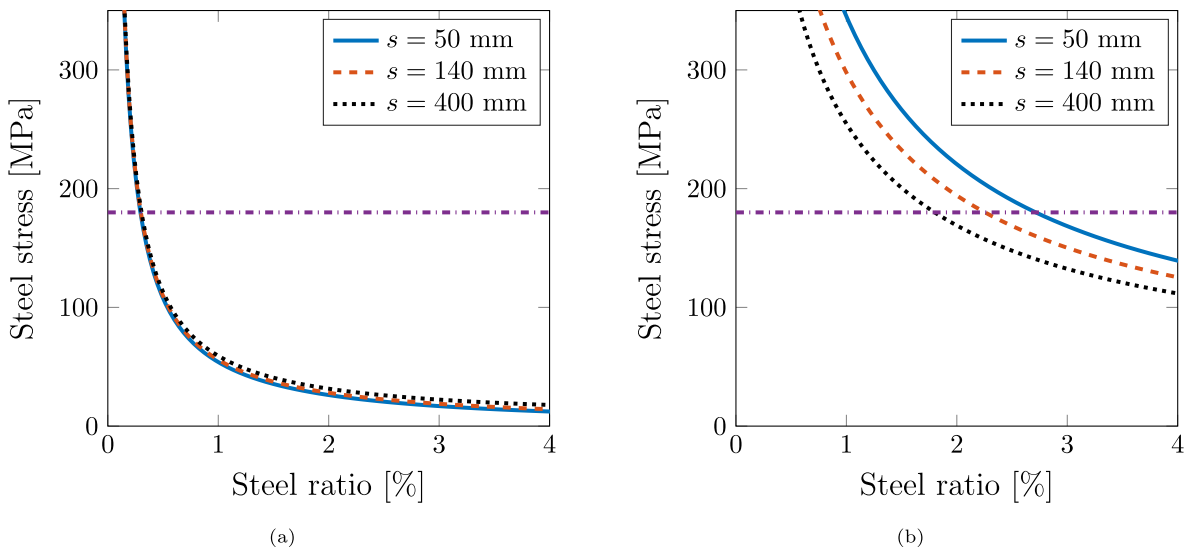 Steel stress [MPa]
300
200
100
0
0 1 2 3 4
Steel ratio [%]
s = 50 mm
s = 140 mm
s = 400 mm
(a)
Steel stress [MPa]
300
200
100
0
0 1 2 3 4
Steel ratio [%]
s = 50 mm
s = 140 mm
s = 400 mm
(b)